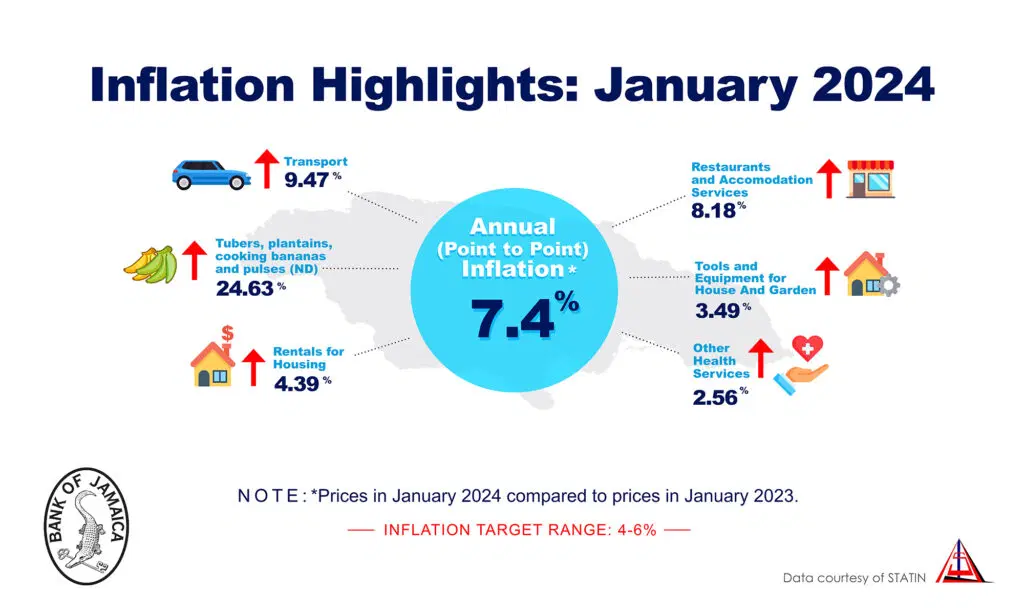 Inflation Highlights: January 2024
Transport
9.47 %
Tubers, plantains,
cooking bananas
and pulses (ND)
24.63 %
$
Rentals for
Housing
4.39 %
Annual
(Point to Point)
Inflation*
7.4%
Restaurants
and Accomodation
Services
8.18%
Tools and
Equipment for
House And Garden
3.49 %
Other
Health
Services
2.56%
BANK OF JAMAICA
NOTE:*Prices in January 2024 compared to prices in January 2023.
INFLATION TARGET RANGE: 4-6%
Data courtesy of STATIN